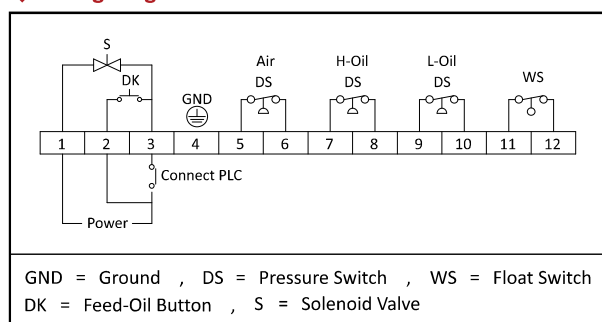 S
DK
GND
Air
DS
H-Oil
DS
L-Oil
DS
WS
1 2 3 4 5 6 7 8 9 10 11 12
Connect PLC
Power
GND = Ground , DS = Pressure Switch , WS = Float Switch
DK = Feed-Oil Button , S = Solenoid Valve